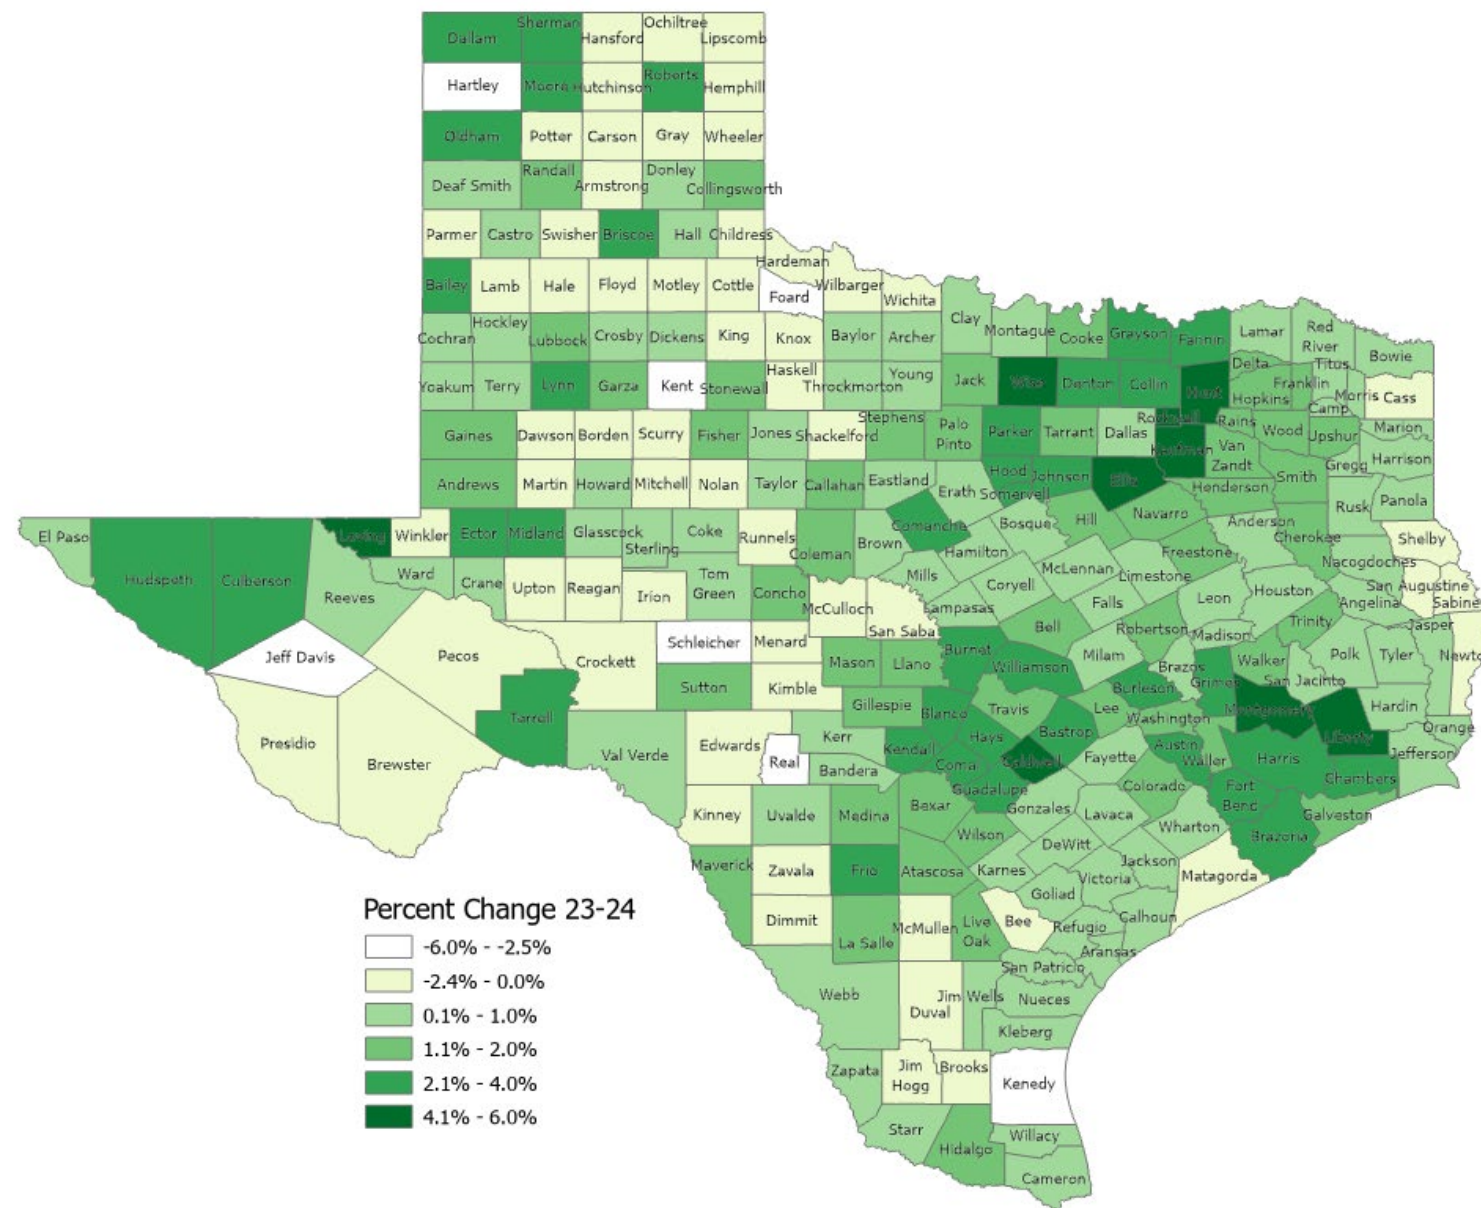 Sherman
Ochiltree
Dallam
Hansford
Lipscomb
Hartley
Moore
Hutchinson
Roberts
Hemphill
Oldham
Potter
Carson
Gray
Wheeler
Deaf Smith
Randall
Armstrong
Donley
Collingsworth
Parmer
Castro
Swisher
Briscoe
Hall
Childress
Hardeman
Bailey
Lamb
Hale
Floyd
Motley
Cottle
Foard
Wilbarger
Wichita
Cochran
Hockley
Lubbock
Crosby
Dickens
King
Knox
Baylor
Archer
Clay
Montague
Cooke
Grayson
Fannin
Lamar
Red
River
Bowie
Yoakum
Terry
Lynn
Garza
Kent
Stonewall
Haskell
Throckmorton
Young
Jack
Wise
Denton
Collin
Hunt
Delta
Hopkins
Franklin
Titus
Camp
Morris
Cass
Gaines
Dawson
Borden
Scurry
Fisher
Jones
Shackelford
Stephens
Palo
Pinto
Parker
Tarrant
Dallas
Rockwall
Kaufman
Rains
Van
Zandt
Wood
Upshur
Marion
Andrews
Martin
Howard
Mitchell
Nolan
Taylor
Callahan
Eastland
Erath
Hood
Somervell
Johnson
Ellis
Henderson
Smith
Gregg
Harrison
Rusk
Panola
El Paso
Hudspeth
Culberson
Loving
Winkler
Ector
Midland
Glasscock
Sterling
Coke
Runnels
Coleman
Brown
Comanche
Hamilton
Bosque
Hill
Navarro
Freestone
Anderson
Cherokee
Nacogdoches
Shelby
Reeves
Ward
Crane
Upton
Reagan
Irion
Tom
Green
Concho
McCulloch
San Saba
Mills
Lampasas
Coryell
McLennan
Limestone
Falls
Leon
Houston
Angelina
San Augustine
Sabine
Jeff Davis
Pecos
Crockett
Schleicher
Menard
Mason
Llano
Burnet
Bell
Williamson
Milam
Robertson
Brazos
Madison
Grimes
Walker
Trinity
San Jacinto
Polk
Tyler
Jasper
Presidio
Brewster
Terrell
Sutton
Kimble
Gillespie
Blanco
Travis
Hays
Bastrop
Lee
Burleson
Washington
Montgomery
Liberty
Hardin
Orange
Jefferson
Val Verde
Edwards
Real
Kerr
Bandera
Kendall
Comal
Guadalupe
Caldwell
Fayette
Austin
Waller
Harris
Chambers
Kinney
Uvalde
Medina
Bexar
Wilson
Gonzales
Lavaca
Colorado
Wharton
Fort
Bend
Brazoria
Galveston
Maverick
Zavala
Frio
Atascosa
Karnes
DeWitt
Jackson
Victoria
Matagorda
Dimmit
La Salle
McMullen
Live
Oak
Bee
Goliad
Refugio
Calhoun
Aransas
San Patricio
Webb
Duval
Jim Wells
Nueces
Kleberg
Zapata
Jim
Hogg
Brooks
Kenedy
Starr
Hidalgo
Willacy
Cameron
Percent Change 23-24
-6.0% - -2.5%
-2.4% - 0.0%
0.1% - 1.0%
1.1% - 2.0%
2.1% - 4.0%
4.1% - 6.0%